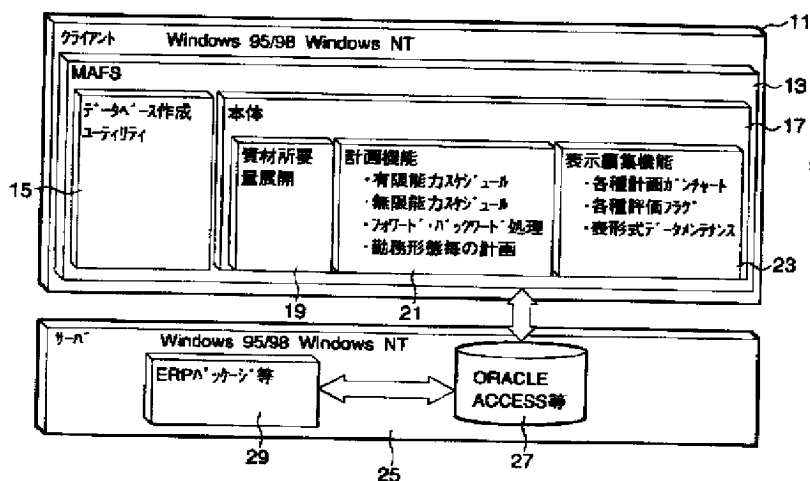 11
クライアント Windows 95/98 Windows NT
MAFS
13
データベース作成
ユーティリティ
本体
17
資材所要
量展開
計画機能
・有限能力スケジュール
・無限能力スケジュール
・フォワード・バックワード処理
・勤務形態毎の計画
表示編集機能
・各種計画ガンチャート
・各種評価フラグ
・表形式データメンテナンス
15
19
21
23
サーバ Windows 95/98 Windows NT
ERPパッケージ等
ORACLE
ACCESS等
29
25
27